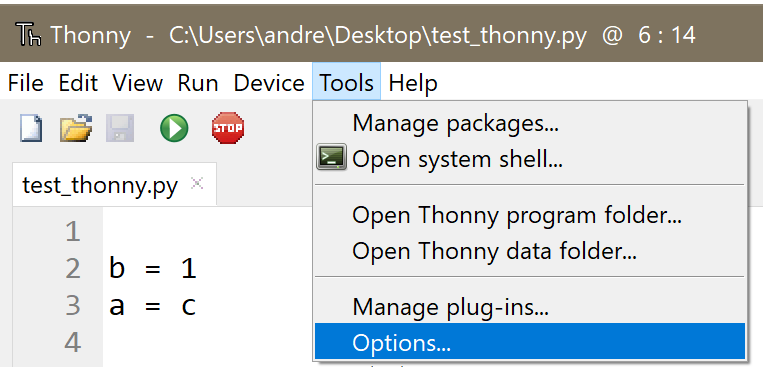 Th Thonny - C:\Users\andre\Desktop\test_thonny.py @ 6 : 14
File Edit View Run Device Tools Help
STOP
Manage packages...
Open system shell...
Open Thonny program folder...
Open Thonny data folder...
Manage plug-ins...
Options...
test_thonny.py ×
1
2 b = 1
3 a = c
4